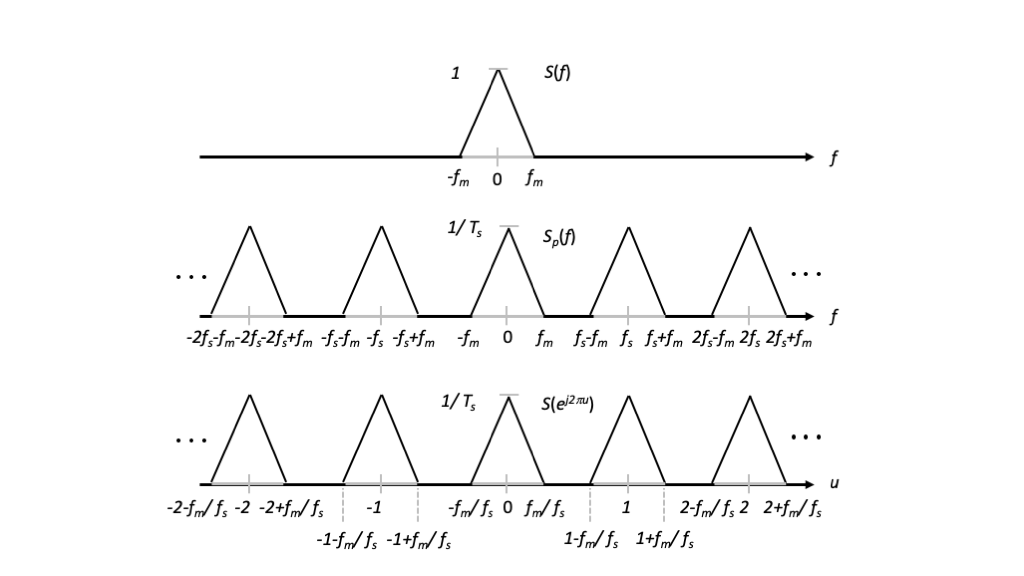 1 S(f)
f
-fm 0 fm
1/Ts Sp(f)
... ...
f
-2fs-fm -2fs -2fs+fm -fs-fm -fs -fs+fm -fm 0 fm fs-fm fs fs+fm 2fs-fm 2fs 2fs+fm
1/Ts S(e^j2πu)
... ...
u
-2-fm/fs -2 -2+fm/fs -1 -fm/fs 0 fm/fs 1 2-fm/fs 2 2+fm/fs
-1-fm/fs -1+fm/fs 1-fm/fs 1+fm/fs